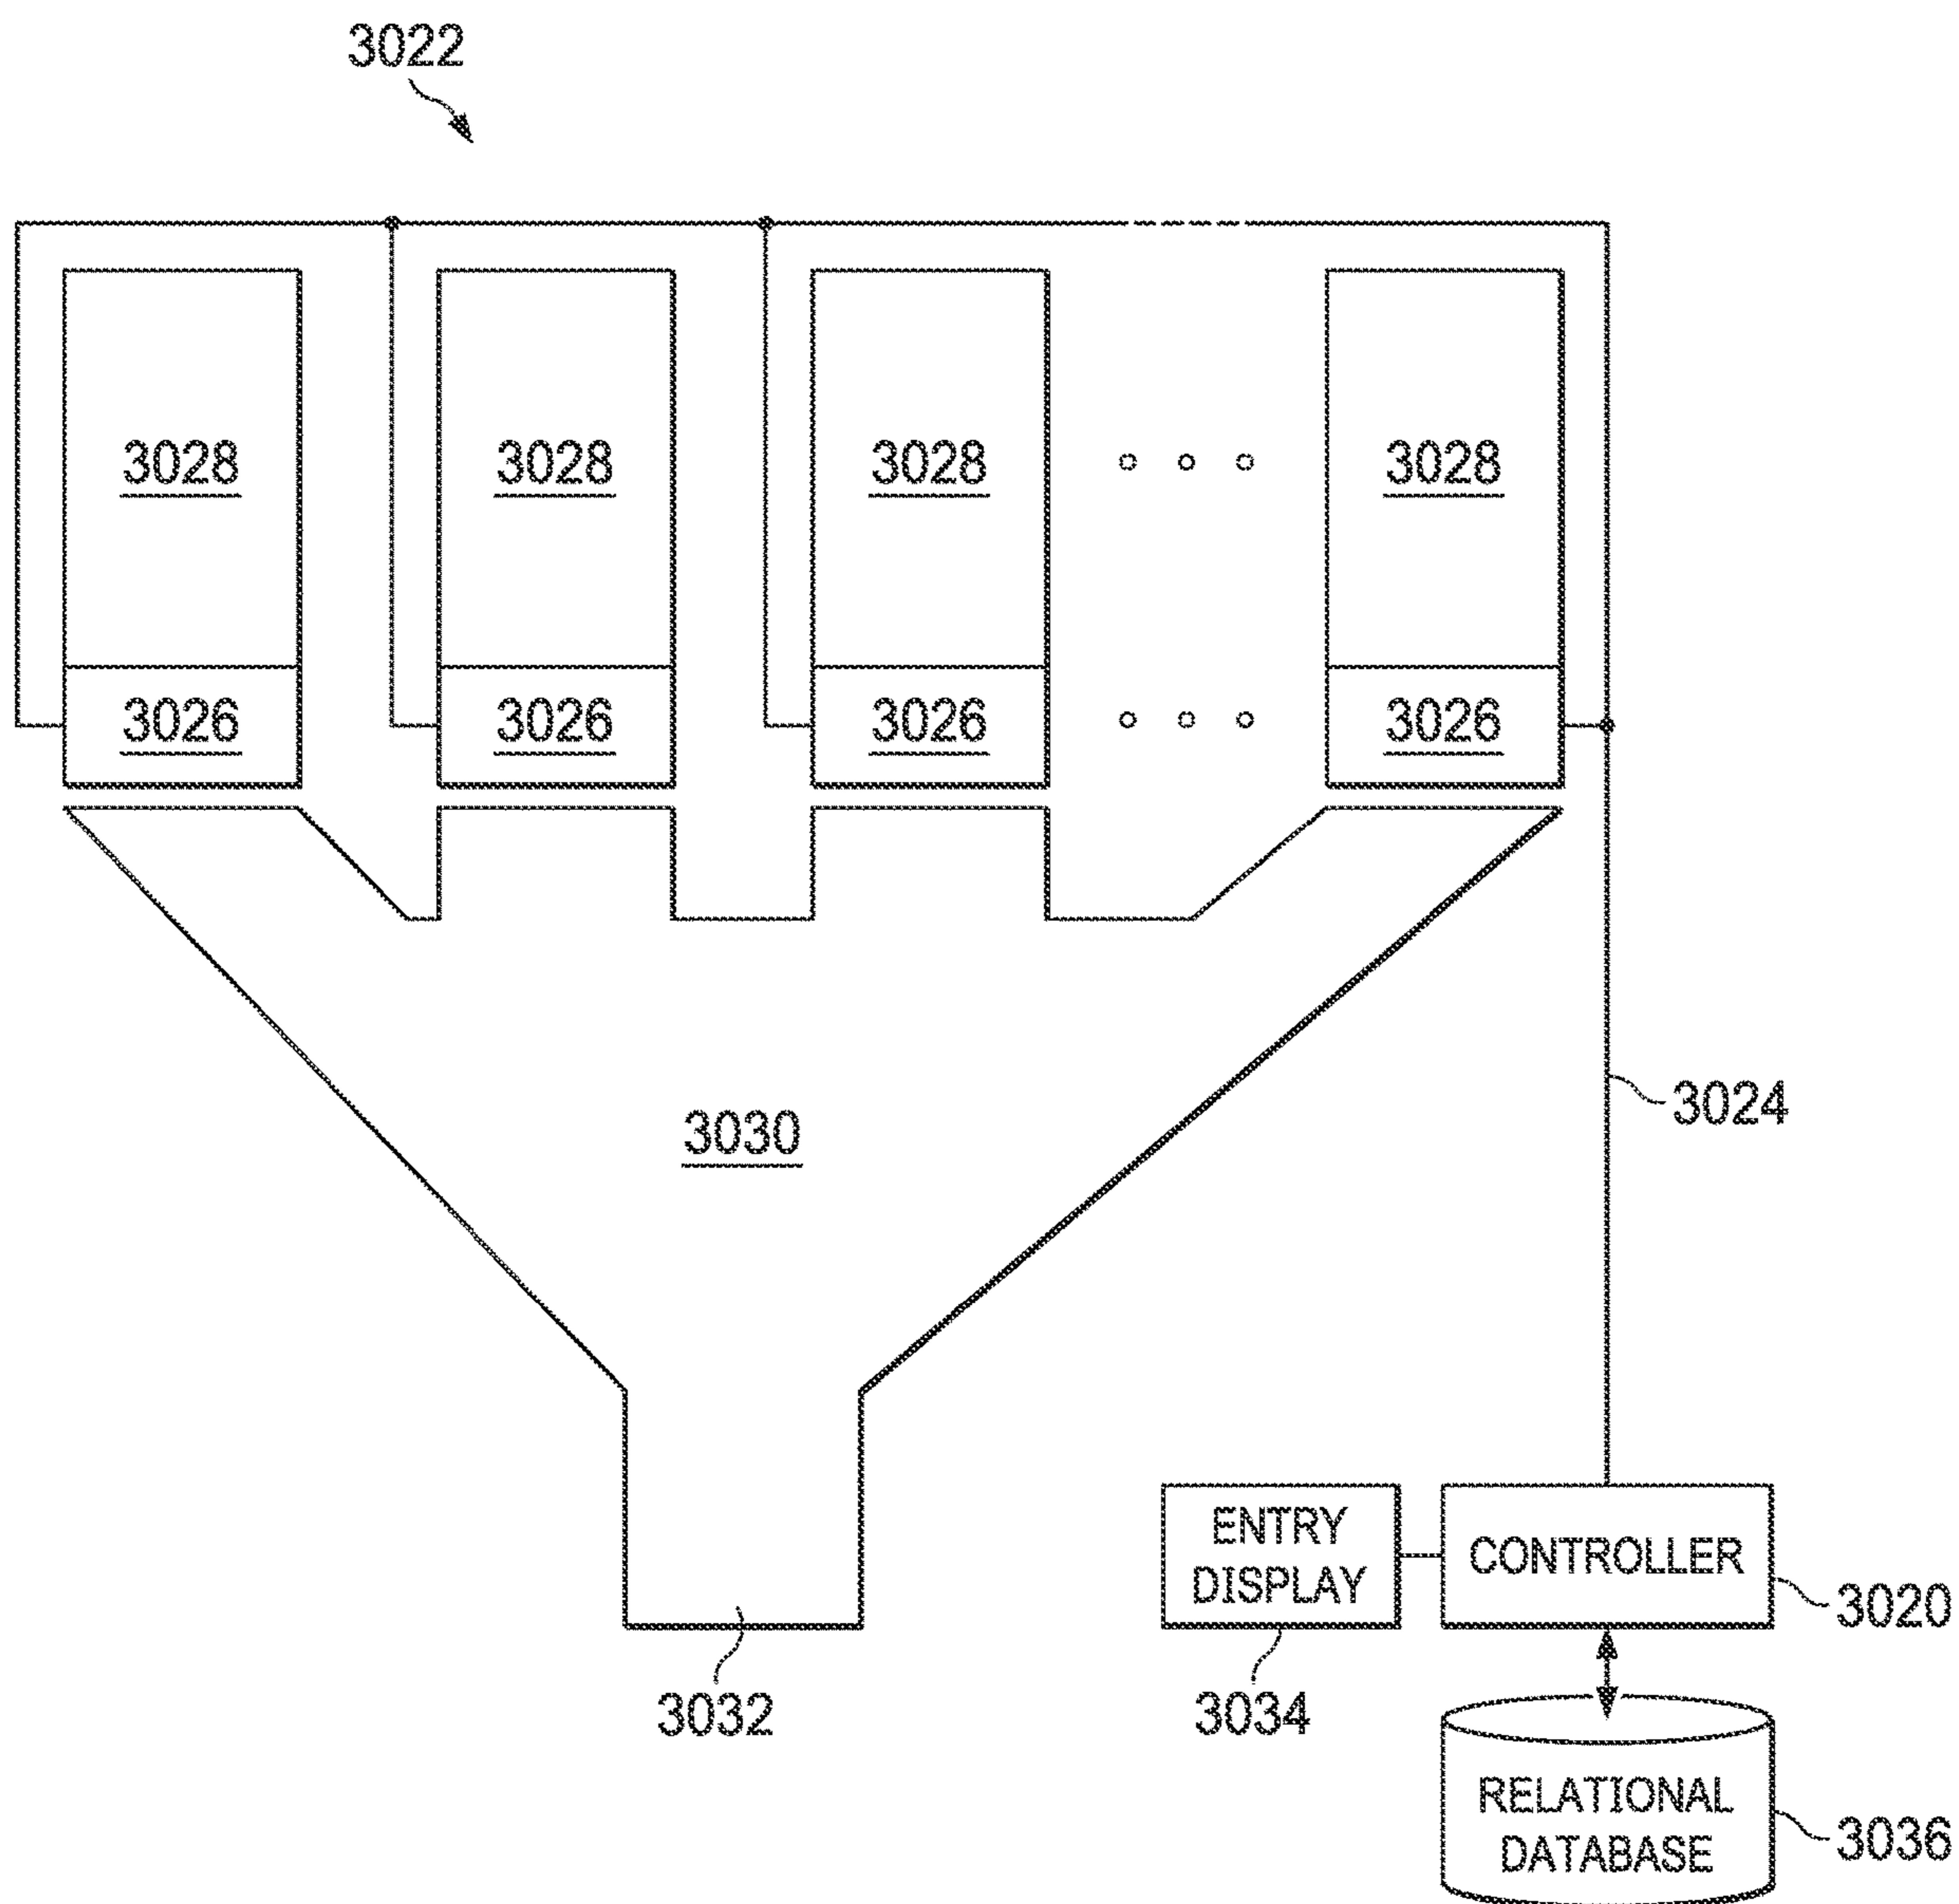 3022
3028 3028 3028 3028
3026 3026 3026 3026
3024
3030
ENTRY
DISPLAY
CONTROLLER
3020
3032
3034
RELATIONAL
DATABASE
3036